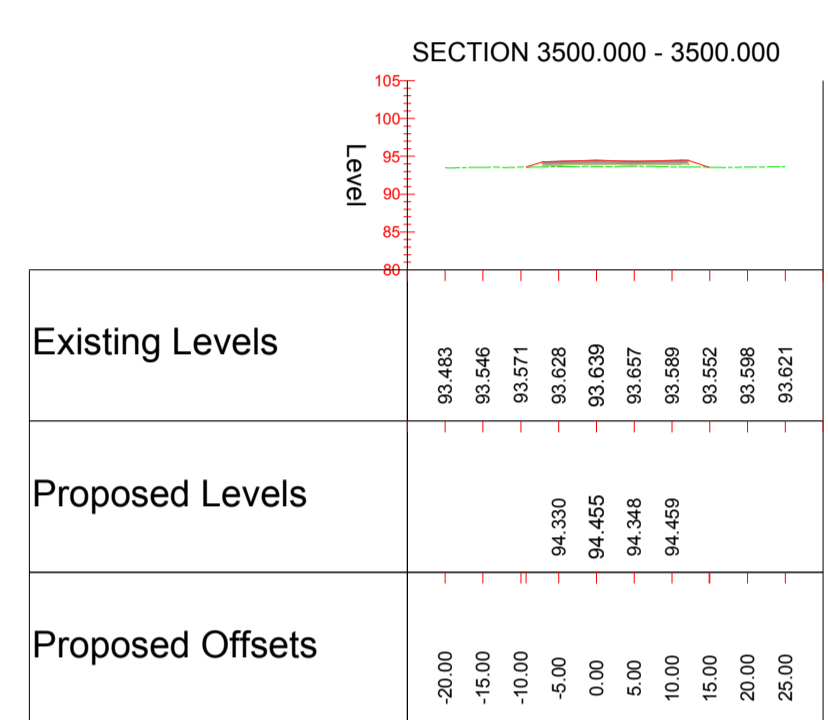 SECTION 3500.000 - 3500.000
105
100
95
90
85
80
Level
Existing Levels
93.483 93.546 93.571 93.628 93.639 93.657 93.589 93.552 93.598 93.621
Proposed Levels
94.330 94.455 94.348 94.459
Proposed Offsets
-20.00 -15.00 -10.00 -5.00 0.00 5.00 10.00 15.00 20.00 25.00